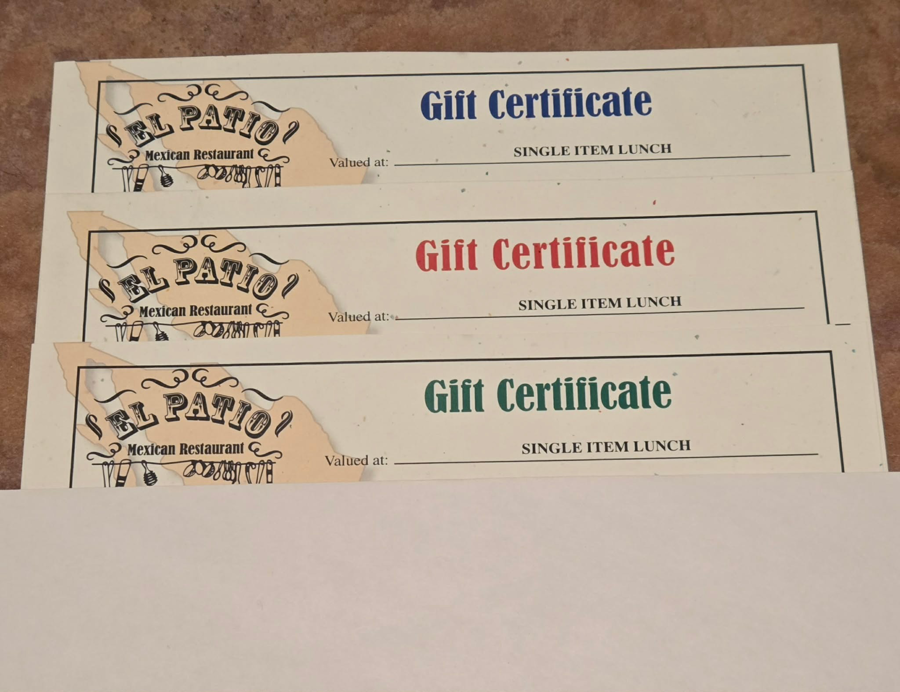 Gift Certificate
EL PATIO
Mexican Restaurant
Valued at: SINGLE ITEM LUNCH
Gift Certificate
EL PATIO
Mexican Restaurant
Valued at: SINGLE ITEM LUNCH
Gift Certificate
EL PATIO
Mexican Restaurant
Valued at: SINGLE ITEM LUNCH